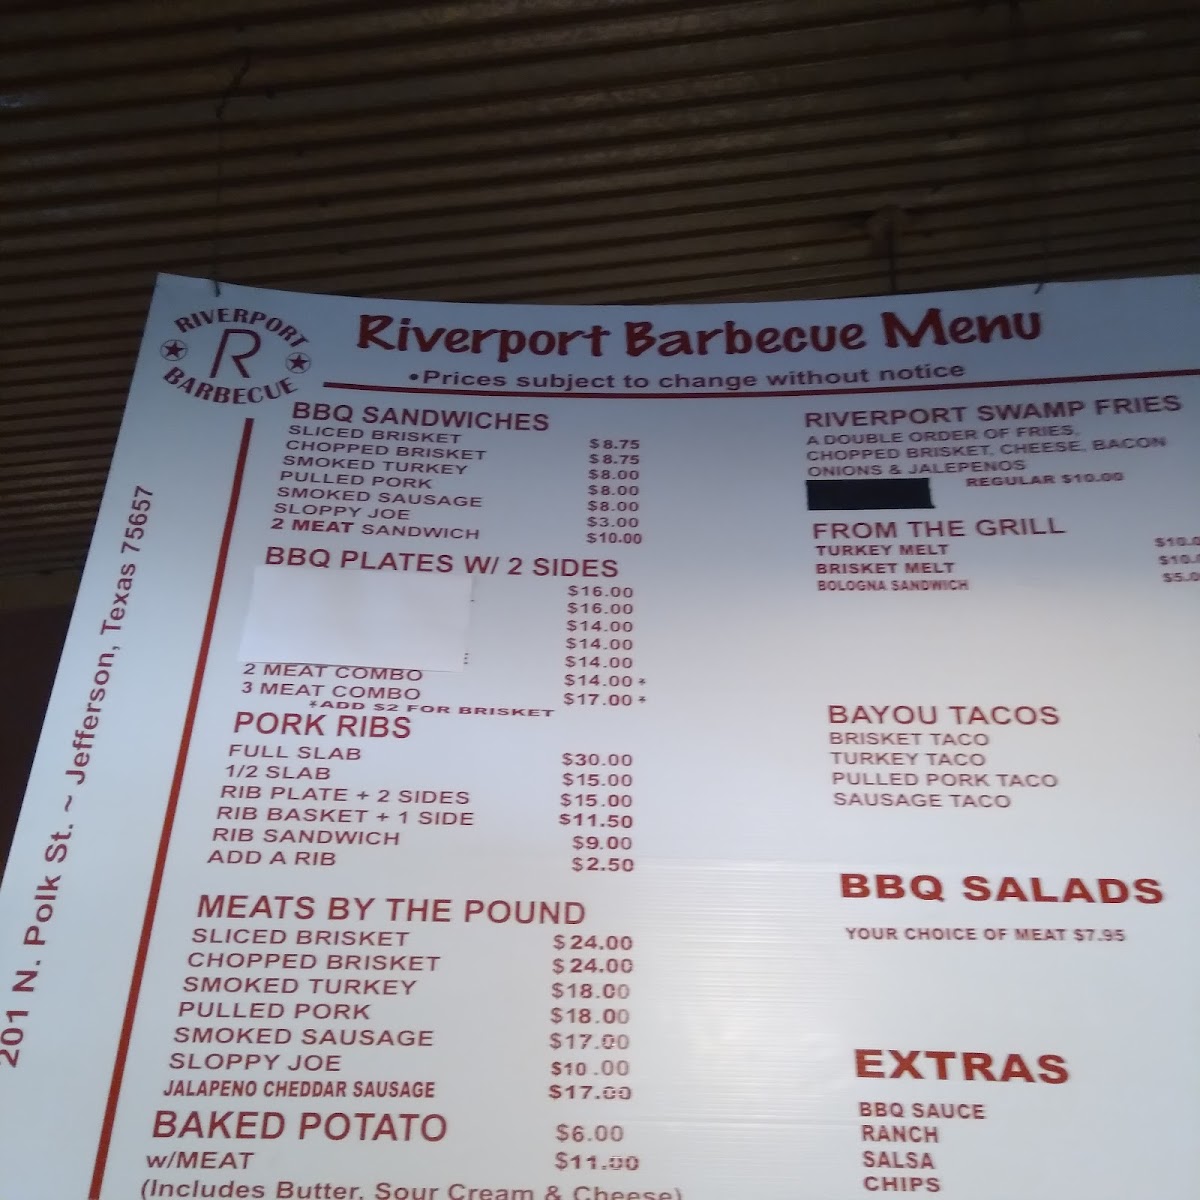 RIVERPORT
R
BARBECUE
Riverport Barbecue Menu
•Prices subject to change without notice
201 N. Polk St. ~ Jefferson, Texas 75657
BBQ SANDWICHES
SLICED BRISKET $8.75
CHOPPED BRISKET $8.75
SMOKED TURKEY $8.00
PULLED PORK $8.00
SMOKED SAUSAGE $8.00
SLOPPY JOE $3.00
2 MEAT SANDWICH $10.00
BBQ PLATES W/ 2 SIDES
$16.00
$16.00
$14.00
$14.00
$14.00
2 MEAT COMBO $14.00 *
3 MEAT COMBO $17.00 *
*ADD $2 FOR BRISKET
PORK RIBS
FULL SLAB $30.00
1/2 SLAB $15.00
RIB PLATE + 2 SIDES $15.00
RIB BASKET + 1 SIDE $11.50
RIB SANDWICH $9.00
ADD A RIB $2.50
MEATS BY THE POUND
SLICED BRISKET $24.00
CHOPPED BRISKET $24.00
SMOKED TURKEY $18.00
PULLED PORK $18.00
SMOKED SAUSAGE $17.00
SLOPPY JOE $10.00
JALAPENO CHEDDAR SAUSAGE $17.00
BAKED POTATO $6.00
w/MEAT $11.00
(Includes Butter, Sour Cream & Cheese)
RIVERPORT SWAMP FRIES
A DOUBLE ORDER OF FRIES,
CHOPPED BRISKET, CHEESE, BACON
ONIONS & JALEPENOS
REGULAR $10.00
FROM THE GRILL
TURKEY MELT $10.0
BRISKET MELT $10.0
BOLOGNA SANDWICH $5.0
BAYOU TACOS
BRISKET TACO
TURKEY TACO
PULLED PORK TACO
SAUSAGE TACO
BBQ SALADS
YOUR CHOICE OF MEAT $7.95
EXTRAS
BBQ SAUCE
RANCH
SALSA
CHIPS